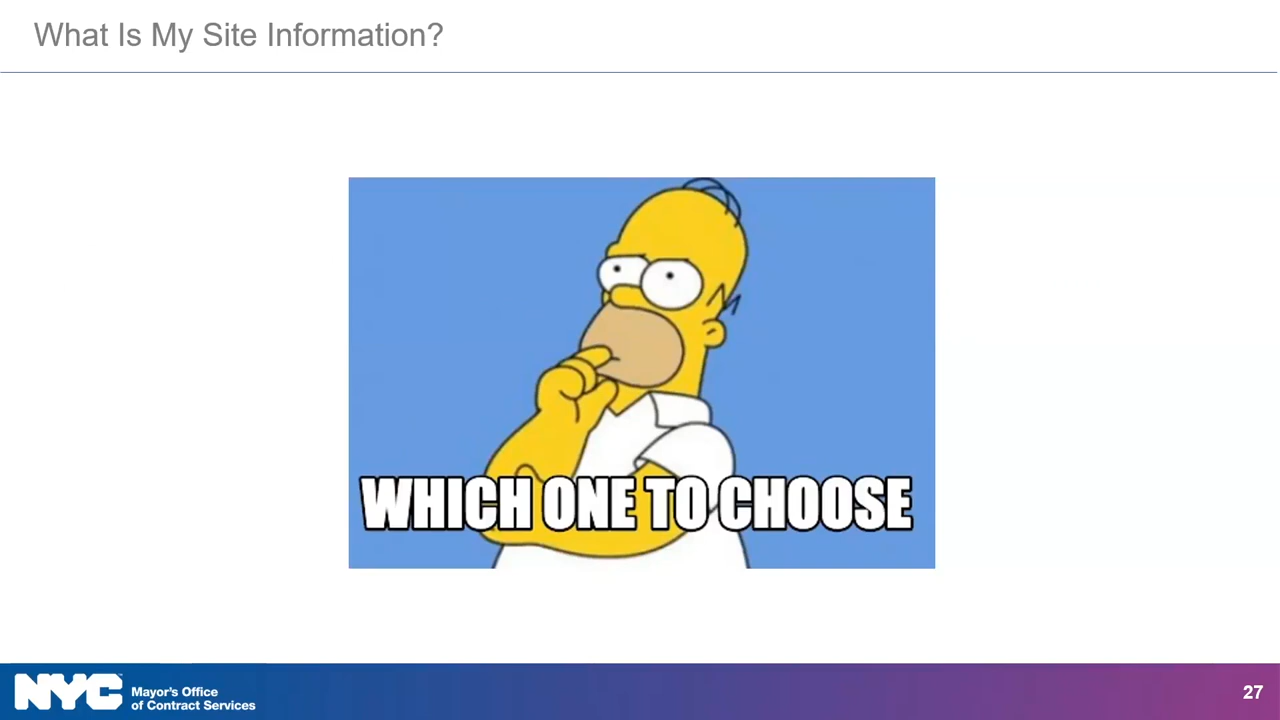 What Is My Site Information?
WHICH ONE TO CHOOSE
NYC
Mayor's Office
of Contract Services
27